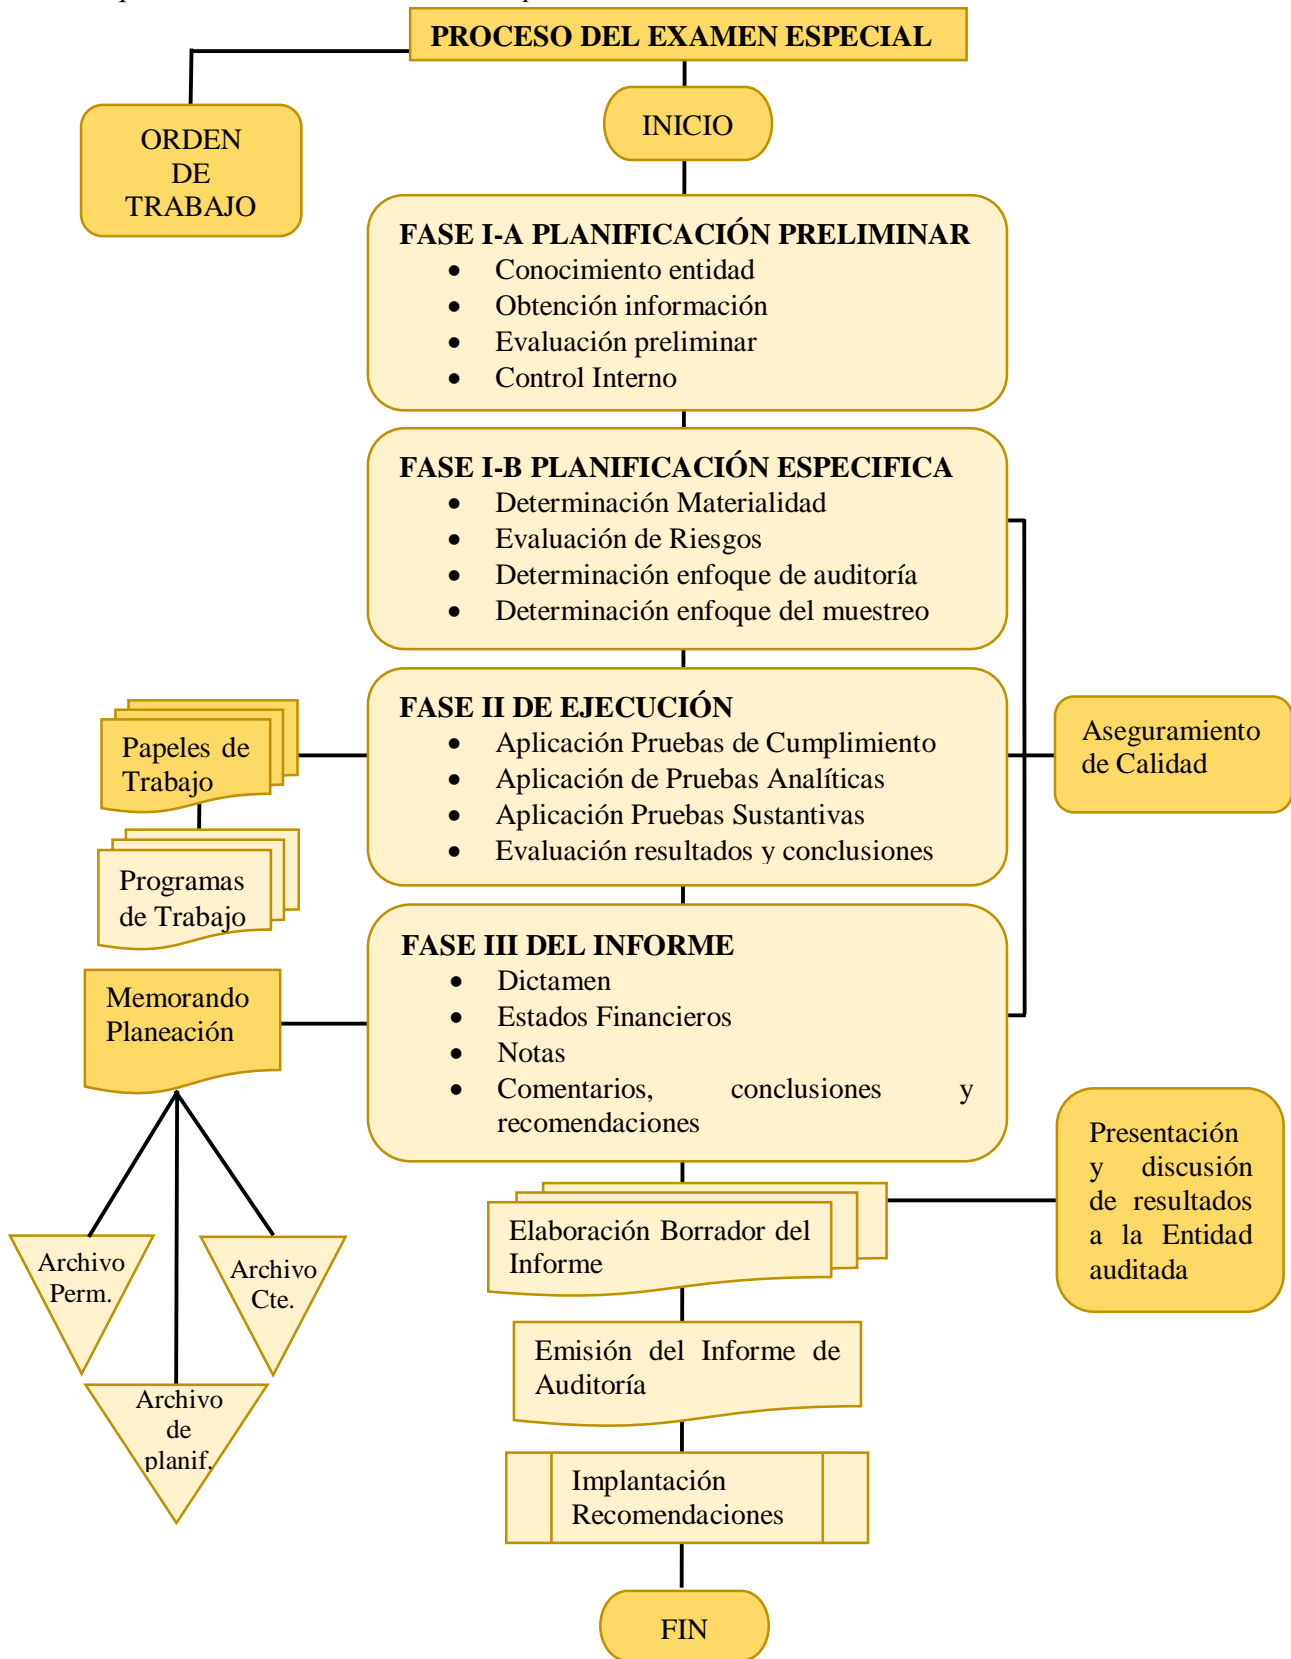 PROCESO DEL EXAMEN ESPECIAL
ORDEN
DE
TRABAJO
INICIO
FASE I-A PLANIFICACIÓN PRELIMINAR
• Conocimiento entidad
• Obtención información
• Evaluación preliminar
• Control Interno
FASE I-B PLANIFICACIÓN ESPECIFICA
• Determinación Materialidad
• Evaluación de Riesgos
• Determinación enfoque de auditoría
• Determinación enfoque del muestreo
FASE II DE EJECUCIÓN
• Aplicación Pruebas de Cumplimiento
• Aplicación de Pruebas Analíticas
• Aplicación Pruebas Sustantivas
• Evaluación resultados y conclusiones
Papeles de
Trabajo
Programas
de Trabajo
Aseguramiento
de Calidad
FASE III DEL INFORME
• Dictamen
• Estados Financieros
• Notas
• Comentarios, conclusiones y
recomendaciones
Memorando
Planeación
Archivo
Perm.
Archivo
Cte.
Archivo
de
planif.
Presentación
y discusión
de resultados
a la Entidad
auditada
Elaboración Borrador del
Informe
Emisión del Informe de
Auditoría
Implantación
Recomendaciones
FIN